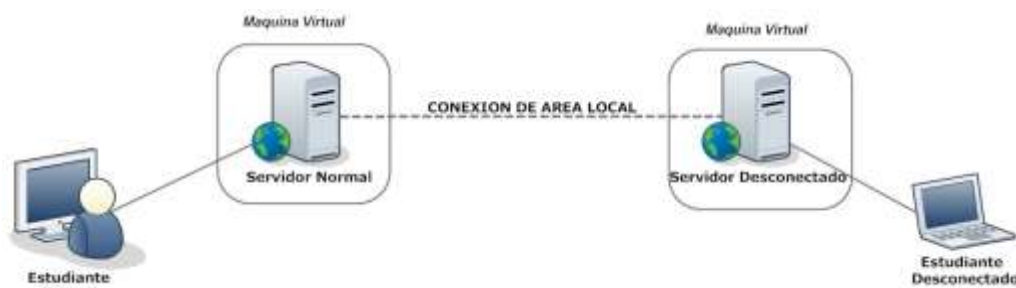 Maquina Virtual
Maquina Virtual
CONEXION DE AREA LOCAL
Servidor Normal
Servidor Desconectado
Estudiante
Estudiante
Desconectado